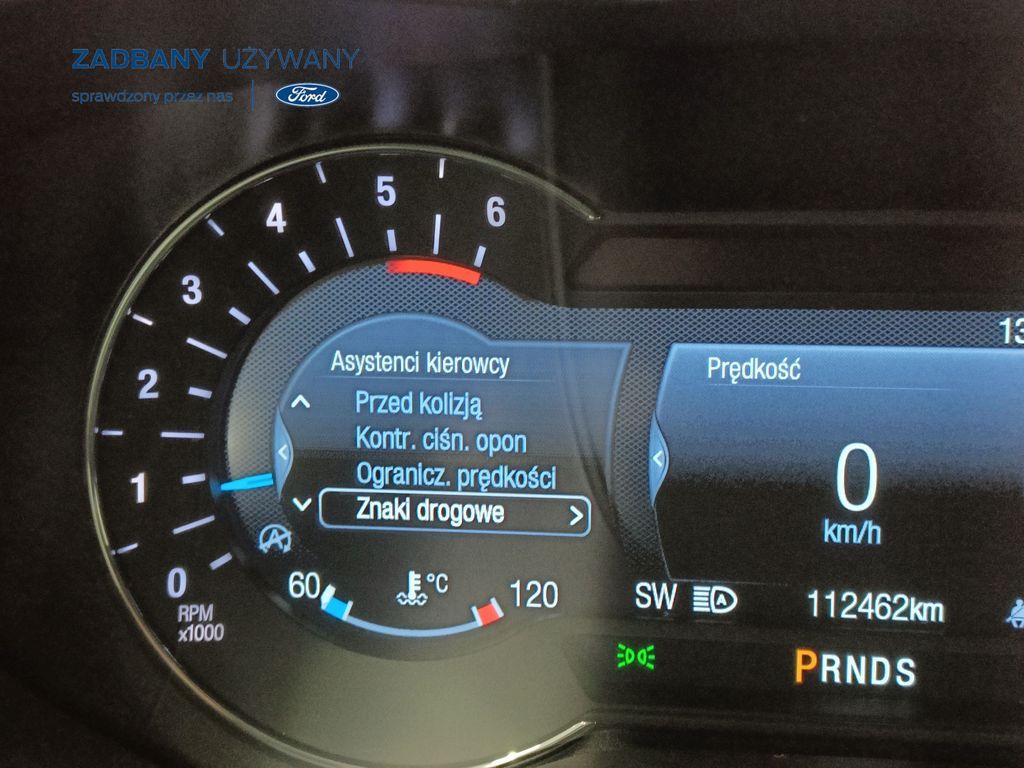 ZADBANY UŻYWANY
sprawdzony przez nas
Ford
6
5
4
3
2
1
0
RPM
x1000
Asystenci kierowcy
Przed kolizją
Kontr. ciśn. opon
Ogranicz. prędkości
Znaki drogowe
60
°C
120
13
Prędkość
0
km/h
SW
A
112462km
PRNDS